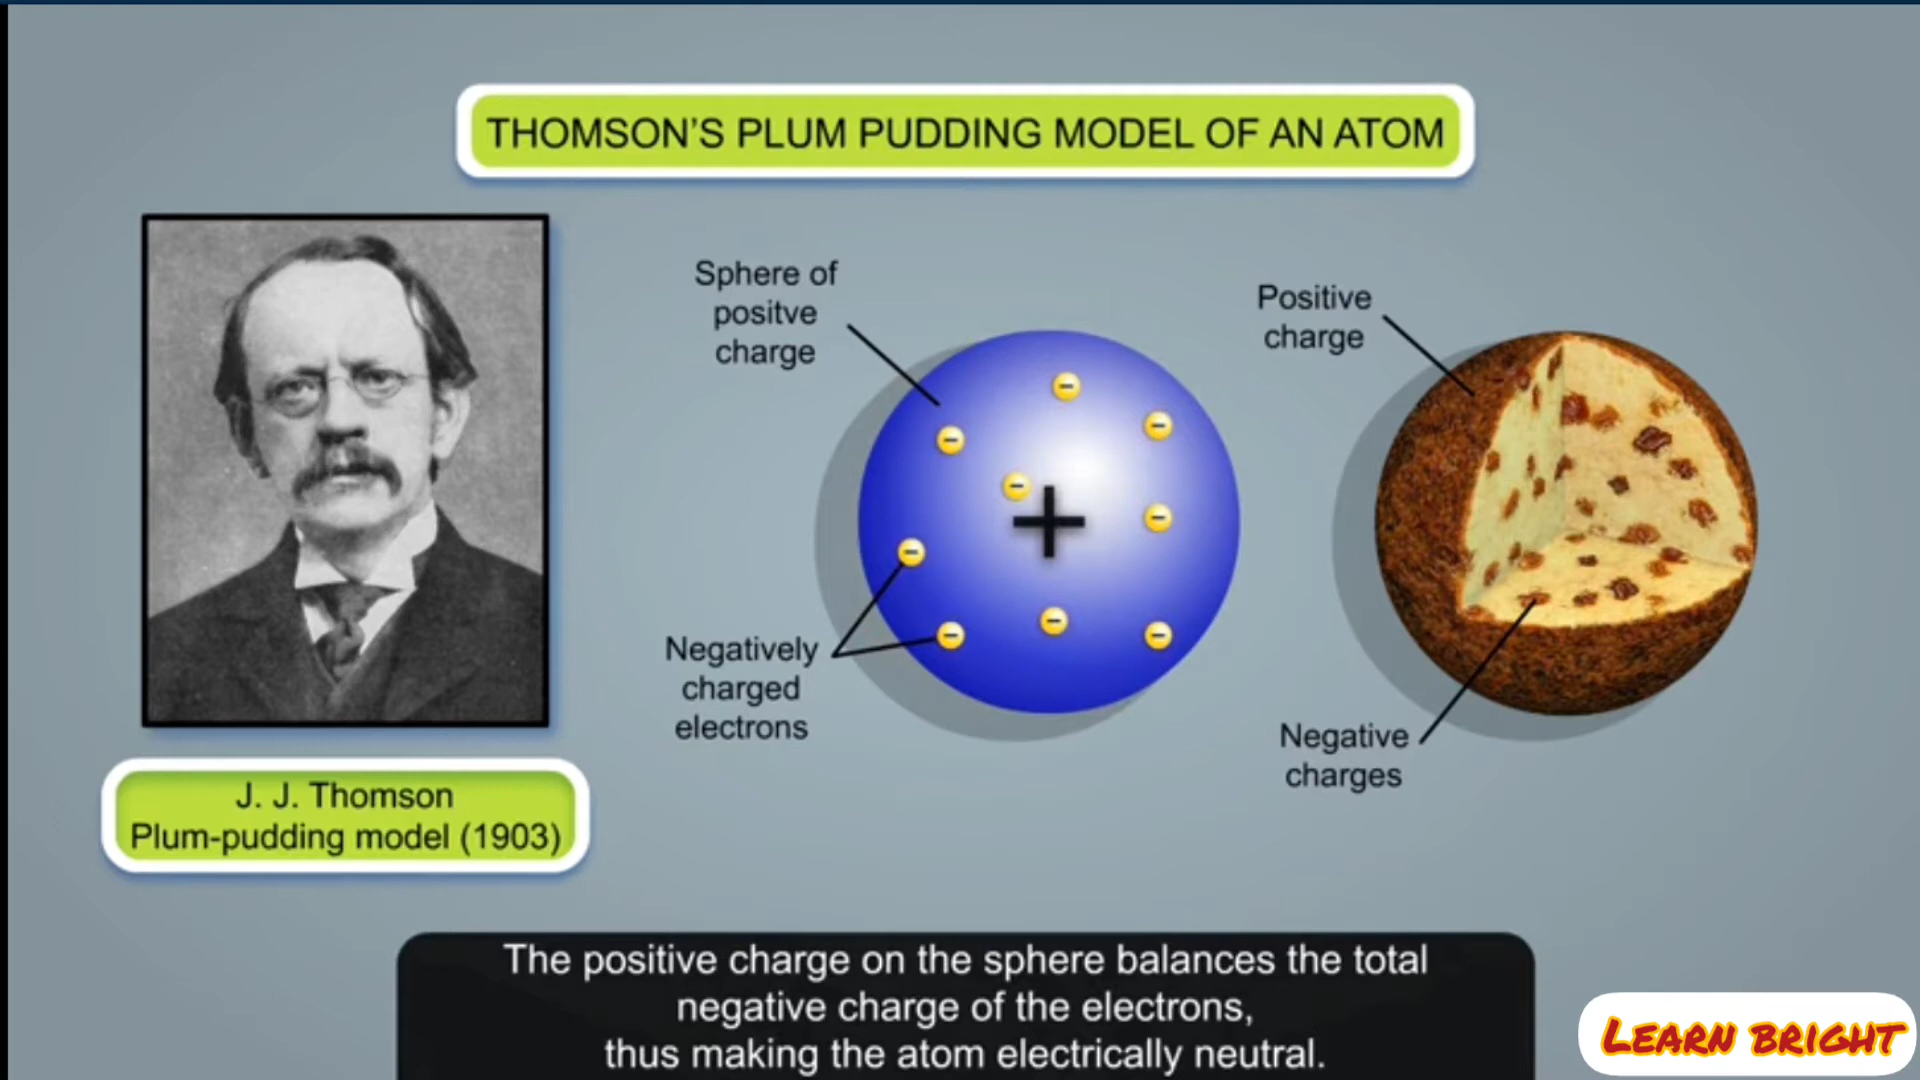 THOMSON'S PLUM PUDDING MODEL OF AN ATOM
Sphere of
positve
charge
Positive
charge
Negatively
charged
electrons
Negative
charges
J. J. Thomson
Plum-pudding model (1903)
The positive charge on the sphere balances the total
negative charge of the electrons,
thus making the atom electrically neutral.
LEARN BRIGHT